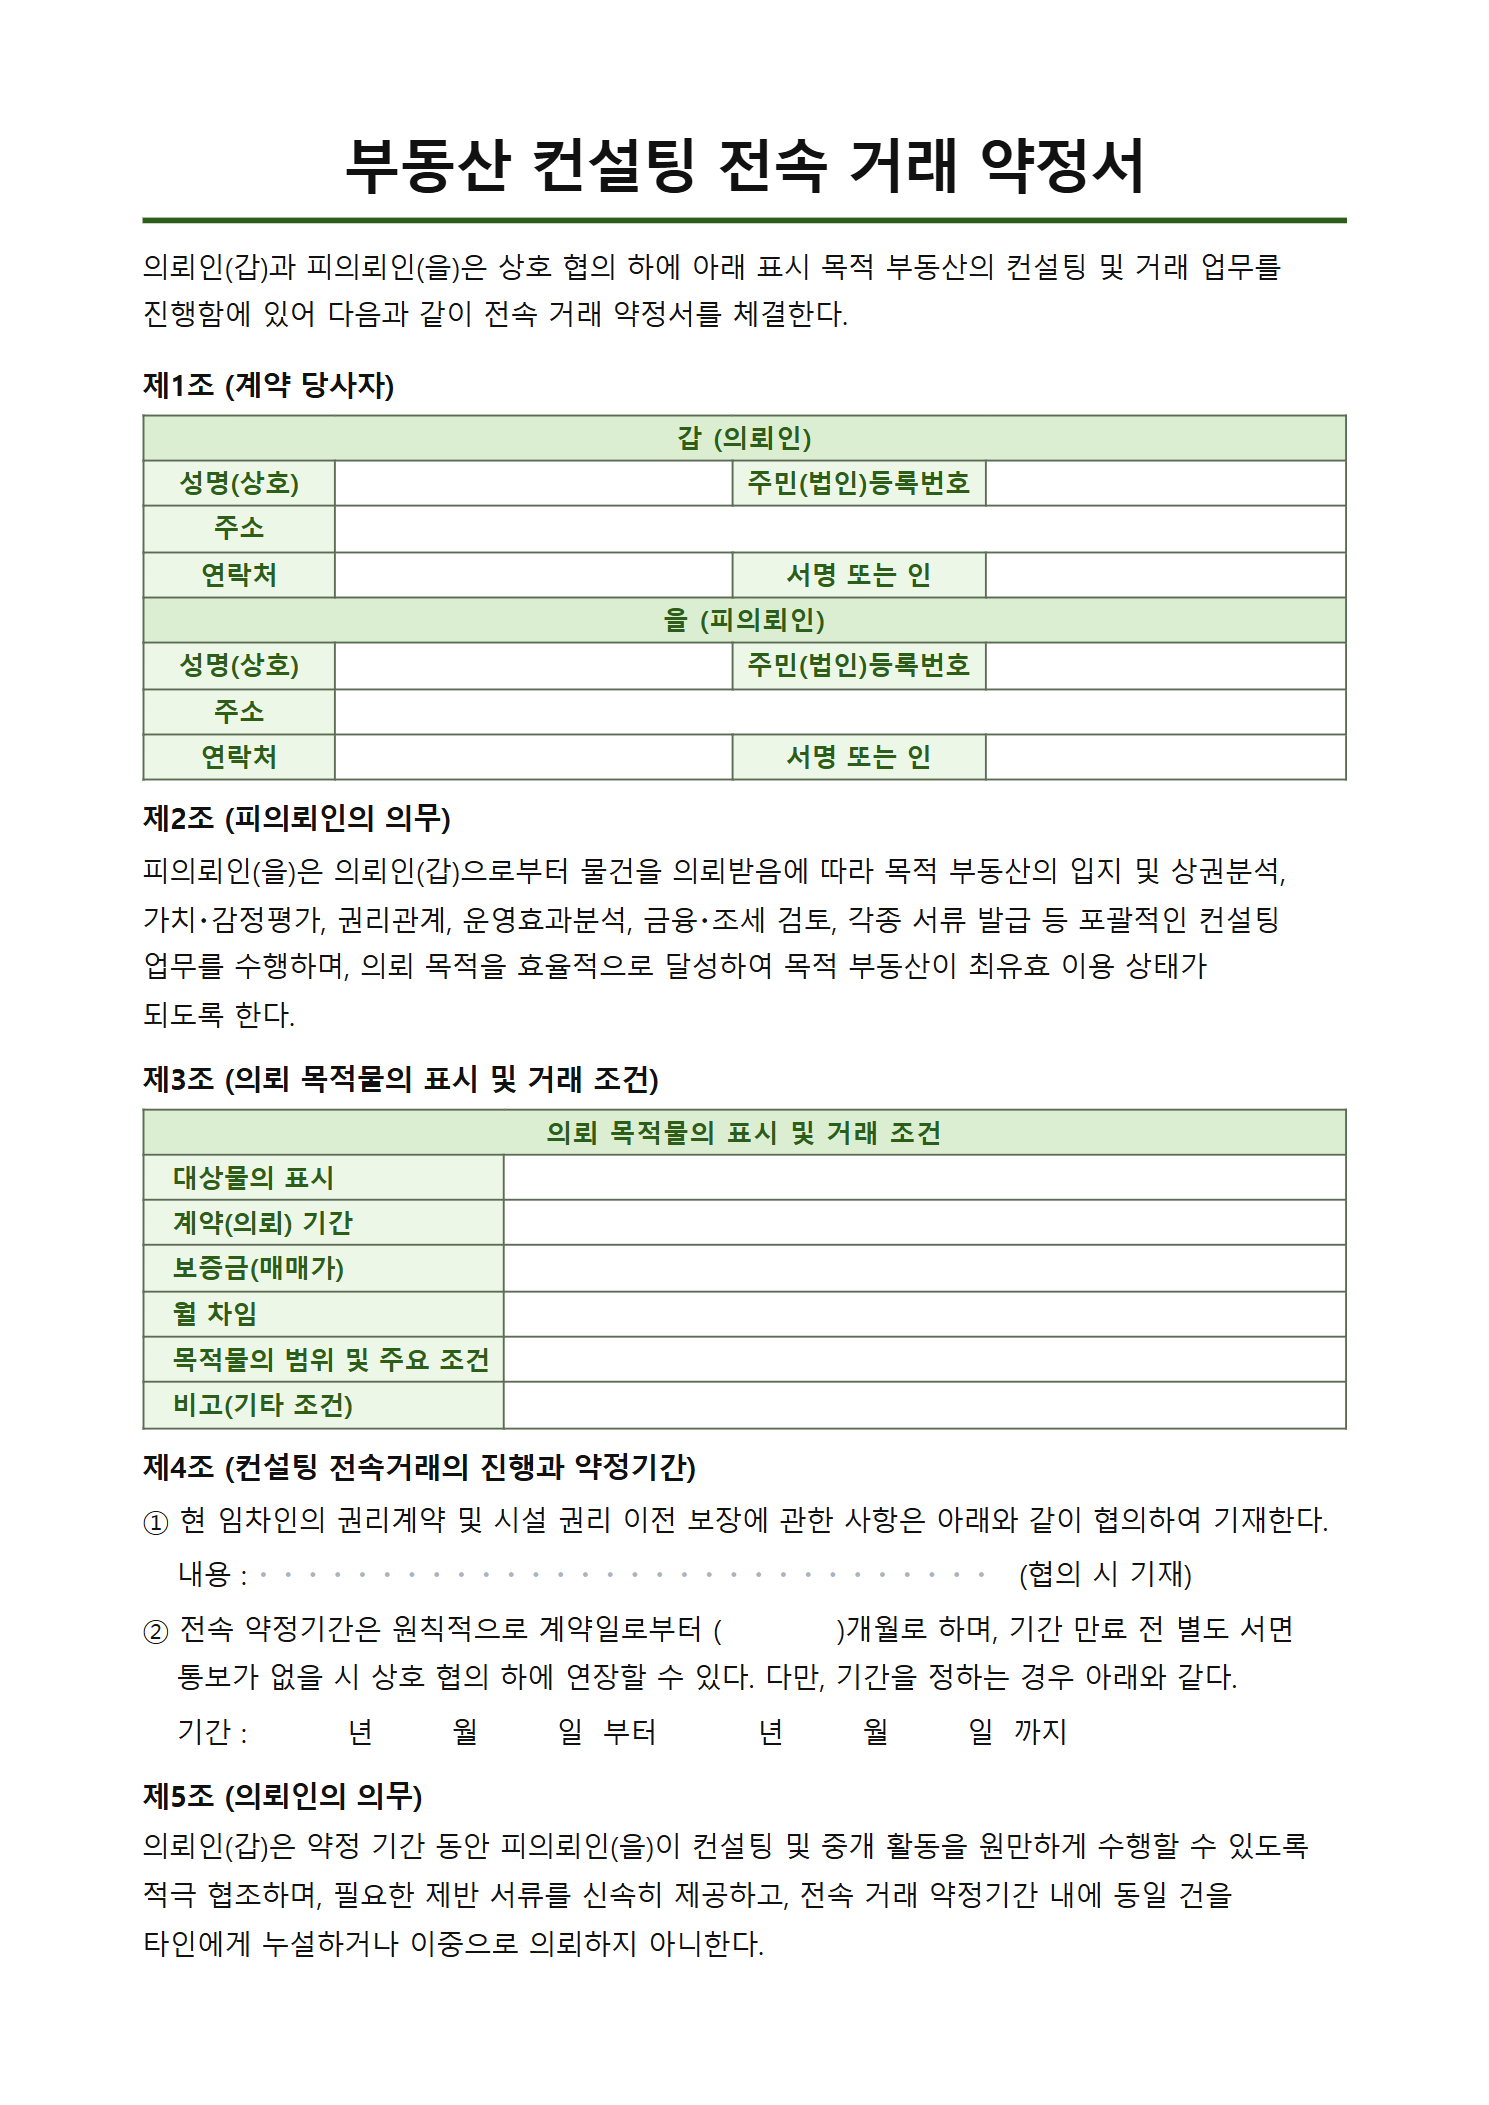 부동산 컨설팅 전속 거래 약정서
의뢰인(갑)과 피의뢰인(을)은 상호 협의 하에 아래 표시 목적 부동산의 컨설팅 및 거래 업무를
진행함에 있어 다음과 같이 전속 거래 약정서를 체결한다.
제1조 (계약 당사자)
갑 (의뢰인)
성명(상호) 주민(법인)등록번호
주소
연락처 서명 또는 인
을 (피의뢰인)
성명(상호) 주민(법인)등록번호
주소
연락처 서명 또는 인
제2조 (피의뢰인의 의무)
피의뢰인(을)은 의뢰인(갑)으로부터 물건을 의뢰받음에 따라 목적 부동산의 입지 및 상권분석,
가치·감정평가, 권리관계, 운영효과분석, 금융·조세 검토, 각종 서류 발급 등 포괄적인 컨설팅
업무를 수행하며, 의뢰 목적을 효율적으로 달성하여 목적 부동산이 최유효 이용 상태가
되도록 한다.
제3조 (의뢰 목적물의 표시 및 거래 조건)
의뢰 목적물의 표시 및 거래 조건
대상물의 표시
계약(의뢰) 기간
보증금(매매가)
월 차임
목적물의 범위 및 주요 조건
비고(기타 조건)
제4조 (컨설팅 전속거래의 진행과 약정기간)
① 현 임차인의 권리계약 및 시설 권리 이전 보장에 관한 사항은 아래와 같이 협의하여 기재한다.
내용 : · · · · · · · · · · · · · · · · · · · · · · · · · · · · · · (협의 시 기재)
② 전속 약정기간은 원칙적으로 계약일로부터 ( )개월로 하며, 기간 만료 전 별도 서면
통보가 없을 시 상호 협의 하에 연장할 수 있다. 다만, 기간을 정하는 경우 아래와 같다.
기간 : 년 월 일 부터 년 월 일 까지
제5조 (의뢰인의 의무)
의뢰인(갑)은 약정 기간 동안 피의뢰인(을)이 컨설팅 및 중개 활동을 원만하게 수행할 수 있도록
적극 협조하며, 필요한 제반 서류를 신속히 제공하고, 전속 거래 약정기간 내에 동일 건을
타인에게 누설하거나 이중으로 의뢰하지 아니한다.